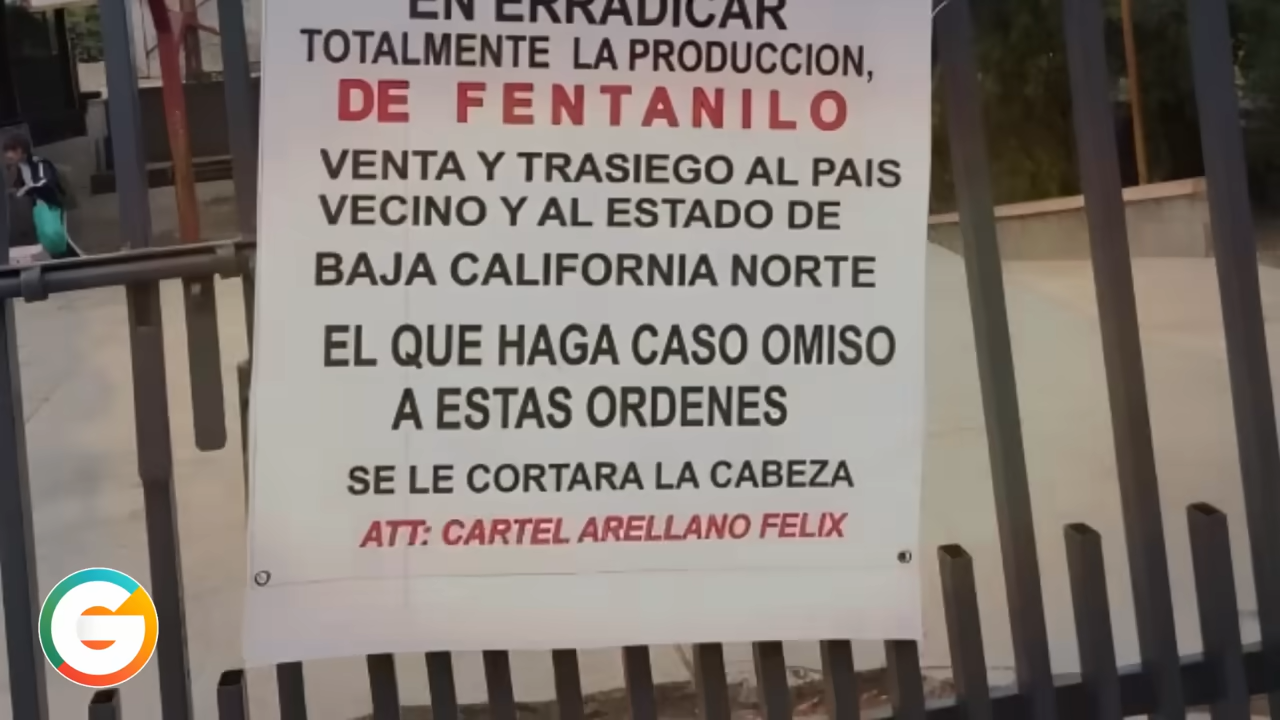 EN ERRADICAR
TOTALMENTE LA PRODUCCION,
DE FENTANILO
VENTA Y TRASIEGO AL PAIS
VECINO Y AL ESTADO DE
BAJA CALIFORNIA NORTE
EL QUE HAGA CASO OMISO
A ESTAS ORDENES
SE LE CORTARA LA CABEZA
ATT: CARTEL ARELLANO FELIX
G